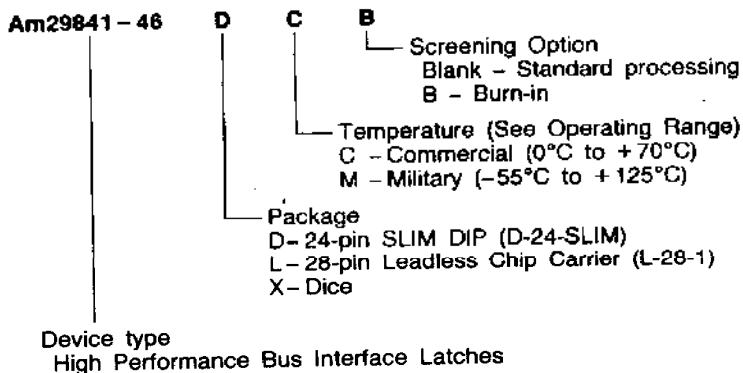 Am29841-46 D C B
Screening Option
Blank - Standard processing
B - Burn-in
Temperature (See Operating Range)
C - Commercial (0°C to +70°C)
M - Military (-55°C to +125°C)
Package
D- 24-pin SLIM DIP (D-24-SLIM)
L - 28-pin Leadless Chip Carrier (L-28-1)
X- Dice
Device type
High Performance Bus Interface Latches